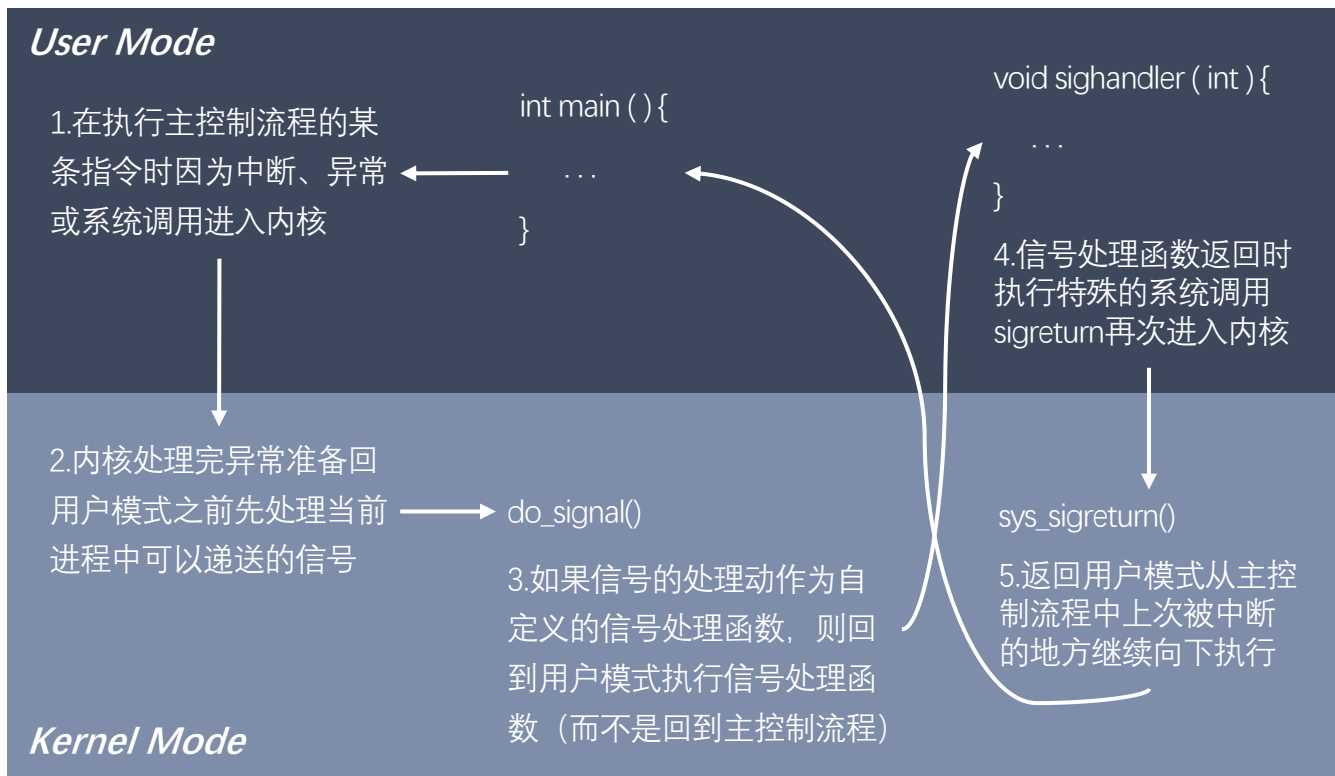 User Mode
1.在执行主控制流程的某
条指令时因为中断、异常
或系统调用进入内核
int main ( ) {
. . .
}
void sighandler ( int ) {
. . .
}
4.信号处理函数返回时
执行特殊的系统调用
sigreturn再次进入内核
2.内核处理完异常准备回
用户模式之前先处理当前
进程中可以递送的信号
do_signal()
3.如果信号的处理动作为自
定义的信号处理函数，则回
到用户模式执行信号处理函
数（而不是回到主控制流程）
sys_sigreturn()
5.返回用户模式从主控
制流程中上次被中断
的地方继续向下执行
Kernel Mode